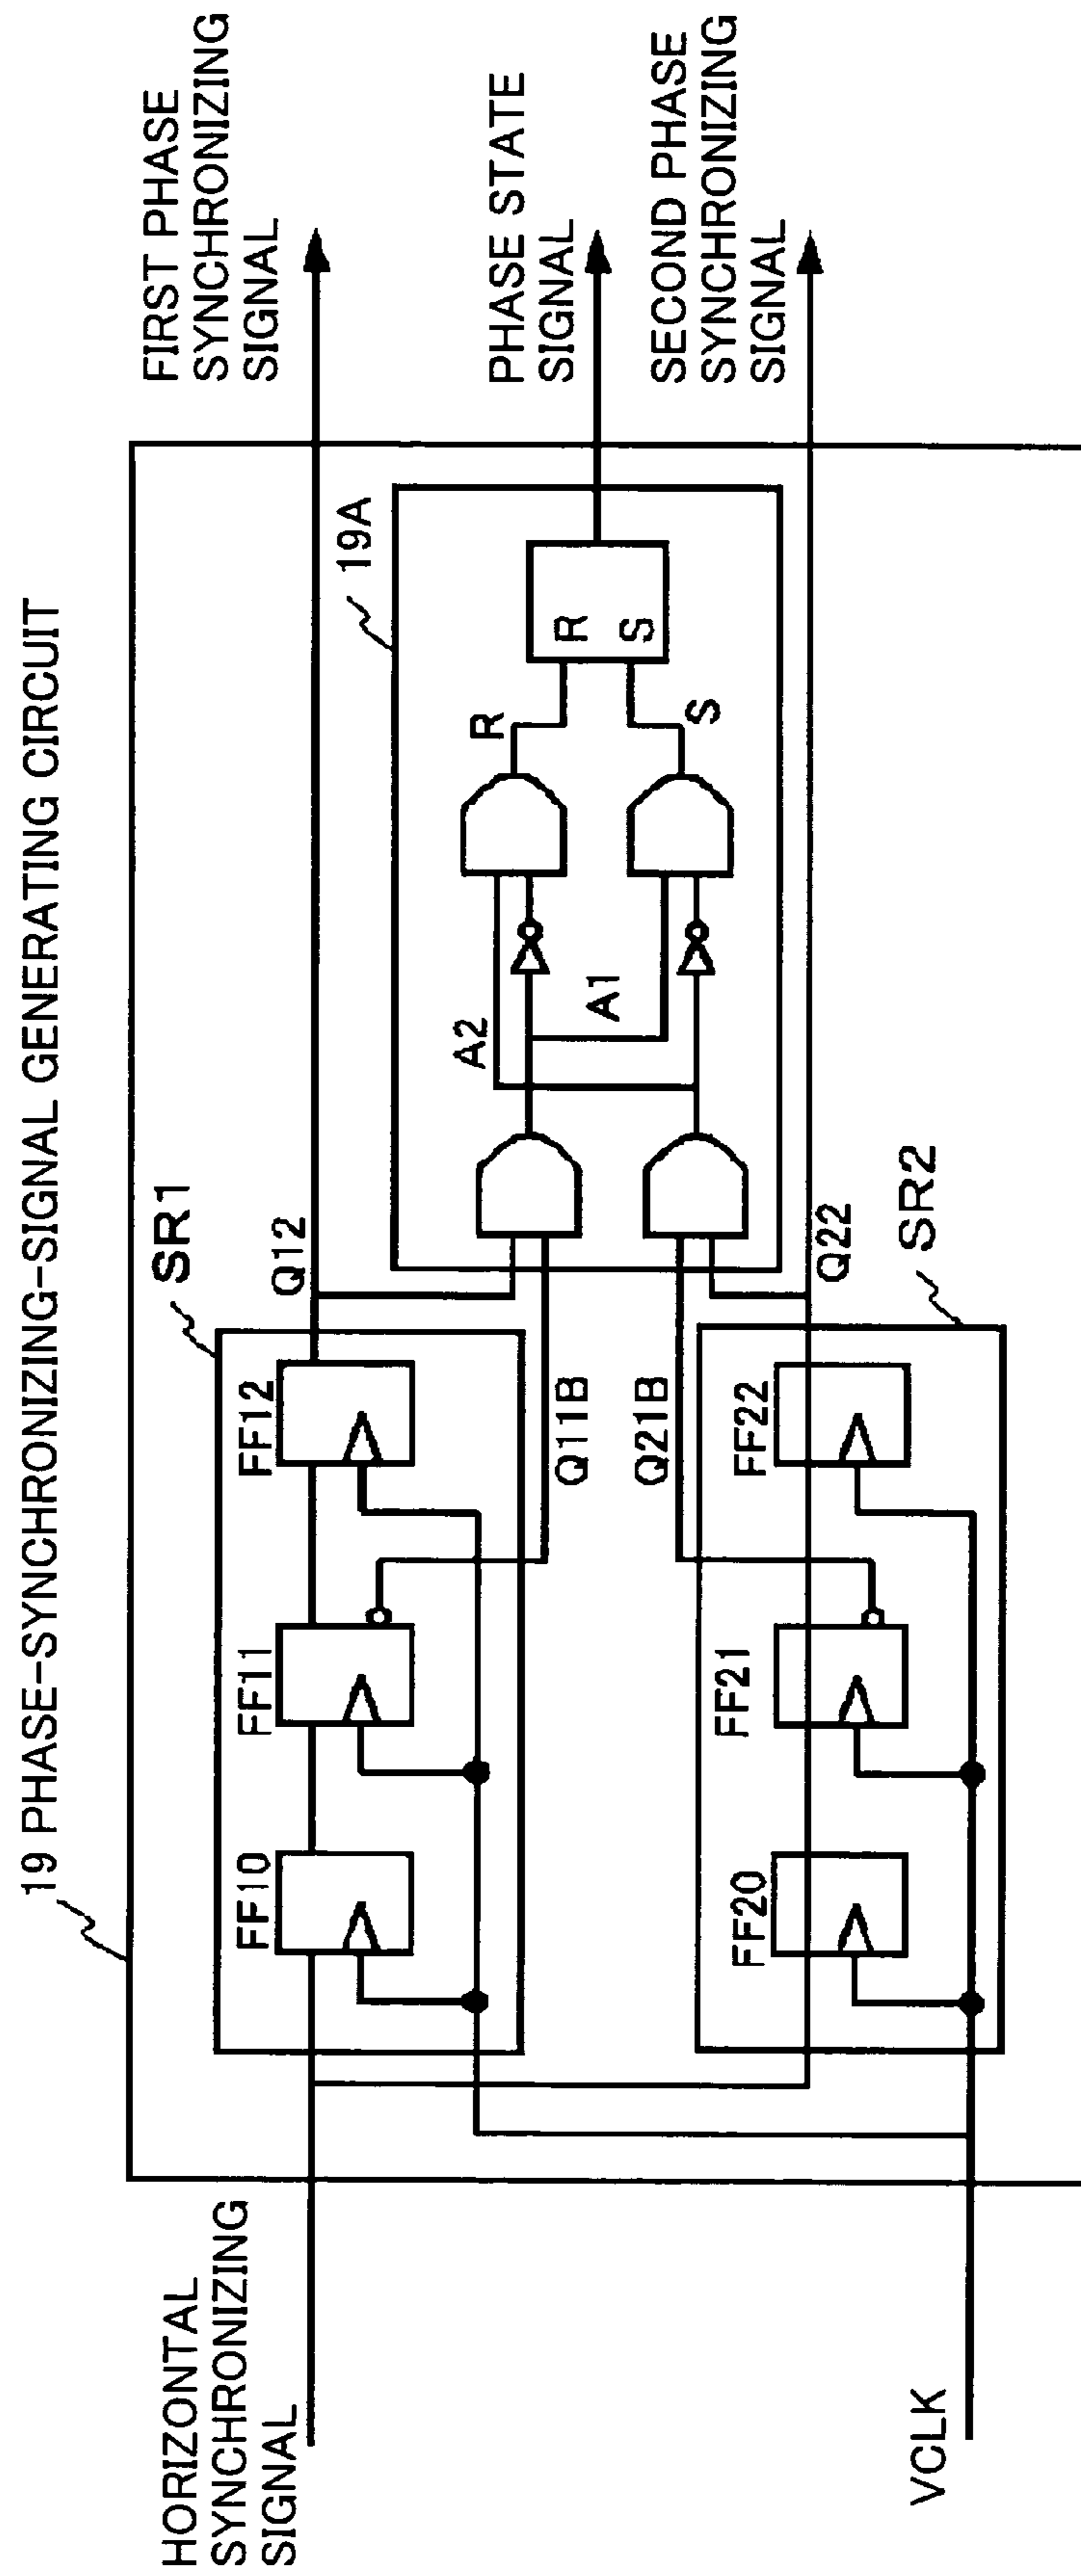 19 PHASE-SYNCHRONIZING-SIGNAL GENERATING CIRCUIT
HORIZONTAL
SYNCHRONIZING
SIGNAL
VCLK
SR1
FF10
FF11
FF12
Q12
Q11B
Q21B
FF20
FF21
FF22
Q22
SR2
19A
A2
A1
R
S
R
S
FIRST PHASE
SYNCHRONIZING
SIGNAL
PHASE STATE
SIGNAL
SECOND PHASE
SYNCHRONIZING
SIGNAL